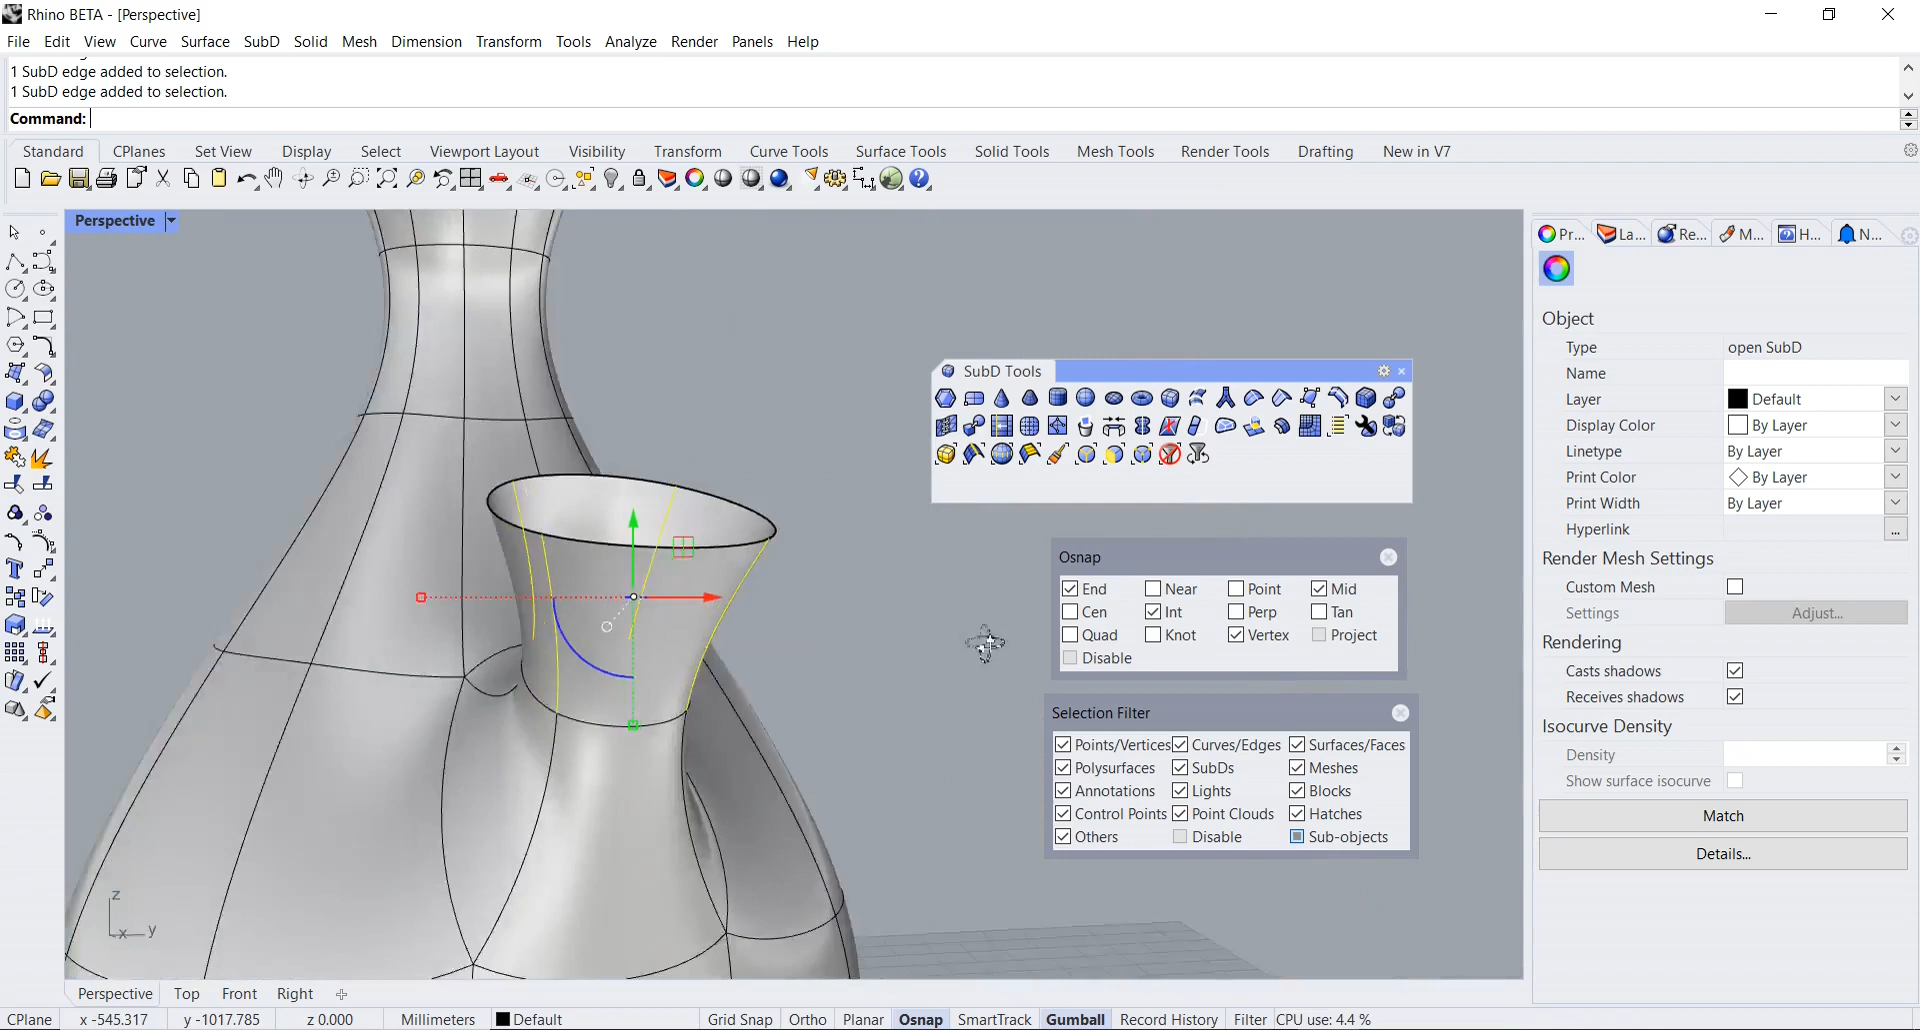 Rhino BETA - [Perspective]
File Edit View Curve Surface SubD Solid Mesh Dimension Transform Tools Analyze Render Panels Help
1 SubD edge added to selection.
1 SubD edge added to selection.
Command:
Standard CPlanes Set View Display Select Viewport Layout Visibility Transform Curve Tools Surface Tools Solid Tools Mesh Tools Render Tools Drafting New in V7
Perspective
Pr... La... Re... M... H... N...
SubD Tools
Object
Type open SubD
Name
Layer Default
Display Color By Layer
Linetype By Layer
Print Color By Layer
Print Width By Layer
Hyperlink ...
Render Mesh Settings
Custom Mesh
Settings Adjust...
Rendering
Casts shadows
Receives shadows
Isocurve Density
Density
Show surface isocurve
Match
Details...
Osnap
End Near Point Mid
Cen Int Perp Tan
Quad Knot Vertex Project
Disable
Selection Filter
Points/Vertices Curves/Edges Surfaces/Faces
Polysurfaces SubDs Meshes
Annotations Lights Blocks
Control Points Point Clouds Hatches
Others Disable Sub-objects
z
x y
Perspective Top Front Right
CPlane x -545.317 y -1017.785 z 0.000 Millimeters Default Grid Snap Ortho Planar Osnap SmartTrack Gumball Record History Filter CPU use: 4.4 %